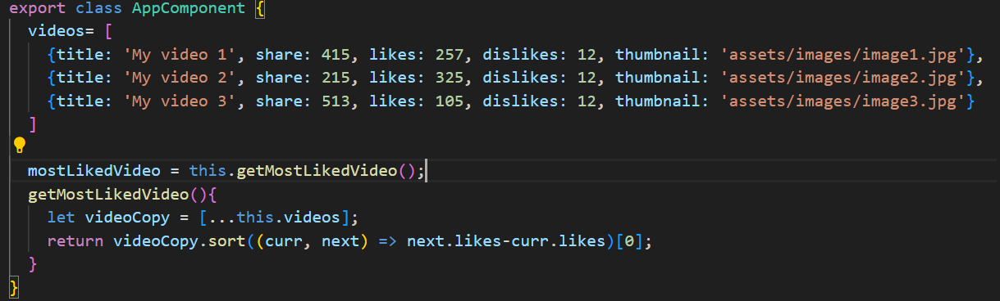 export class AppComponent {
videos= [
{title: 'My video 1', share: 415, likes: 257, dislikes: 12, thumbnail: 'assets/images/image1.jpg'},
{title: 'My video 2', share: 215, likes: 325, dislikes: 12, thumbnail: 'assets/images/image2.jpg'},
{title: 'My video 3', share: 513, likes: 105, dislikes: 12, thumbnail: 'assets/images/image3.jpg'}
]
mostLikedVideo = this.getMostLikedVideo();
getMostLikedVideo(){
let videoCopy = [...this.videos];
return videoCopy.sort((curr, next) => next.likes-curr.likes)[0];
}
}